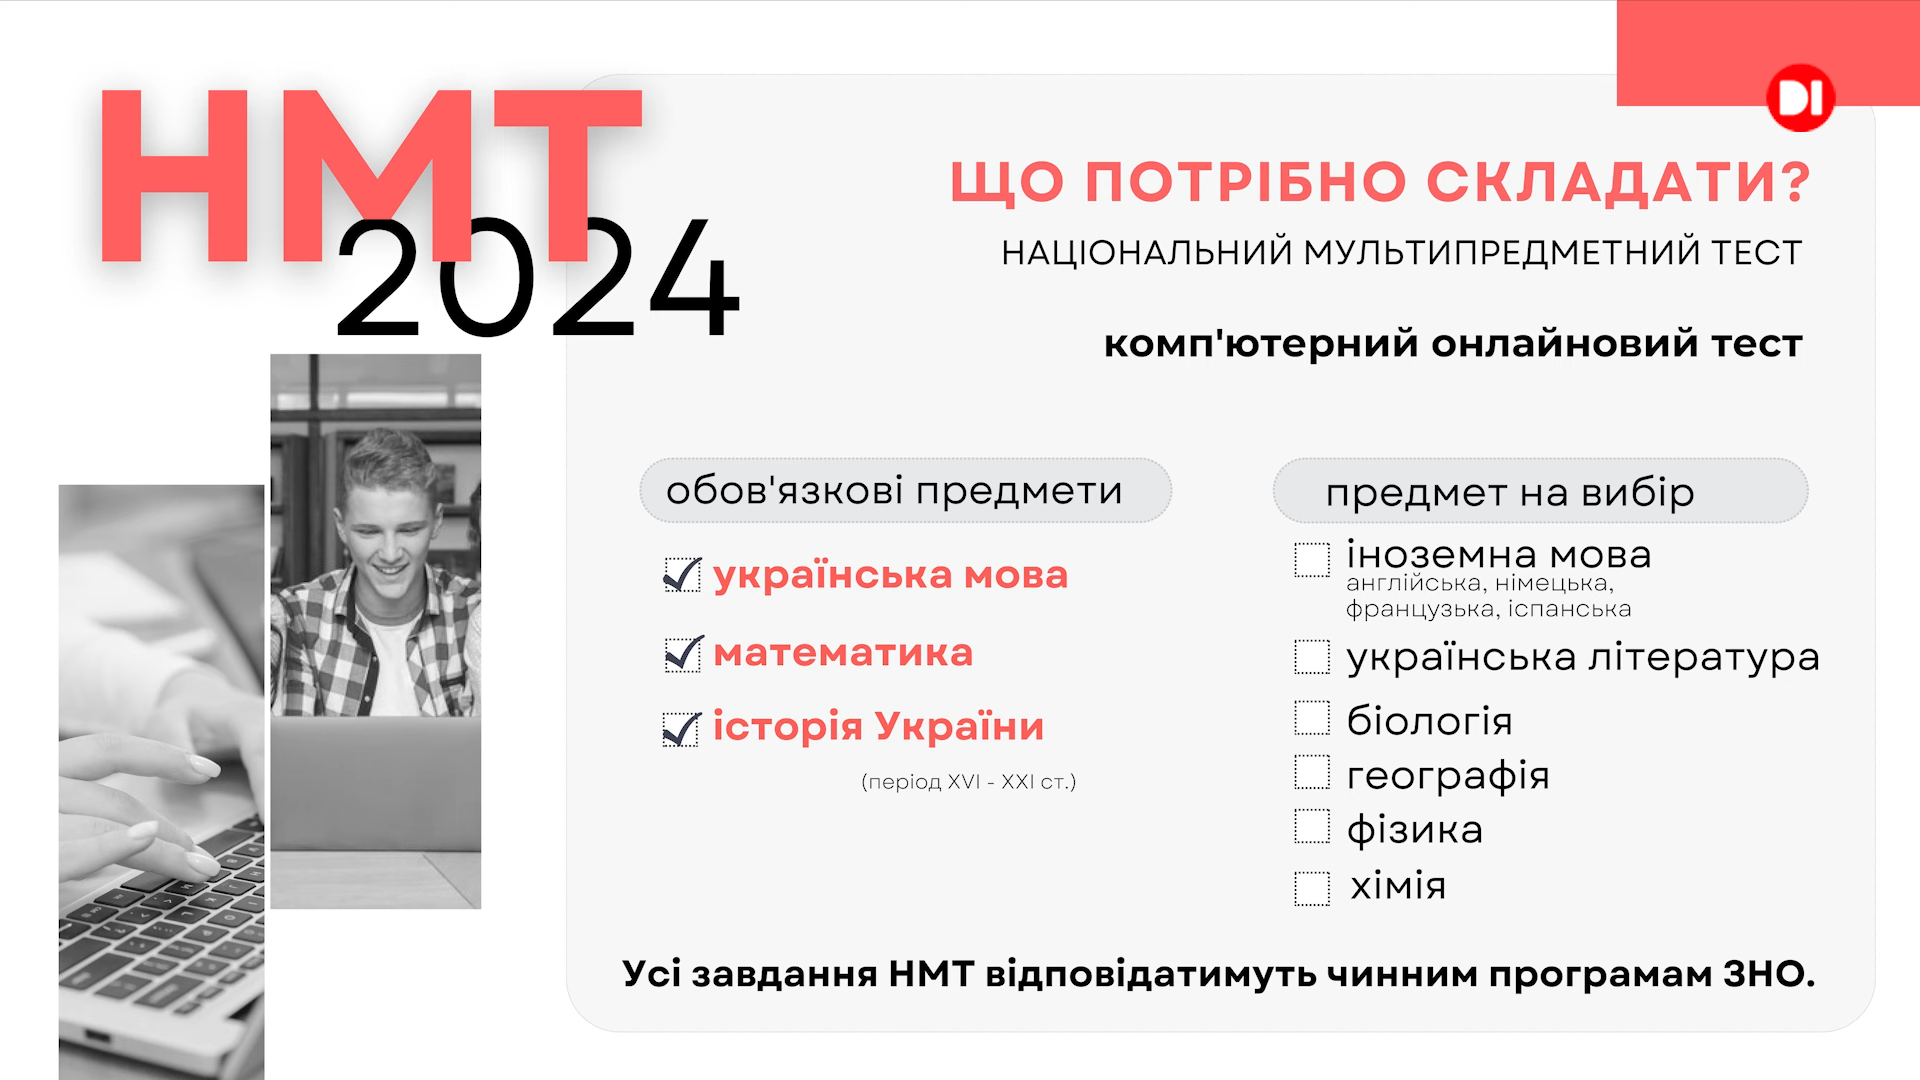 НМТ
2024
DI
ЩО ПОТРІБНО СКЛАДАТИ?
НАЦІОНАЛЬНИЙ МУЛЬТИПРЕДМЕТНИЙ ТЕСТ
комп'ютерний онлайновий тест
обов'язкові предмети
українська мова
математика
історія України
(період XVI - XXI ст.)
предмет на вибір
іноземна мова
англійська, німецька,
французька, іспанська
українська література
біологія
географія
фізика
хімія
Усі завдання НМТ відповідатимуть чинним програмам ЗНО.